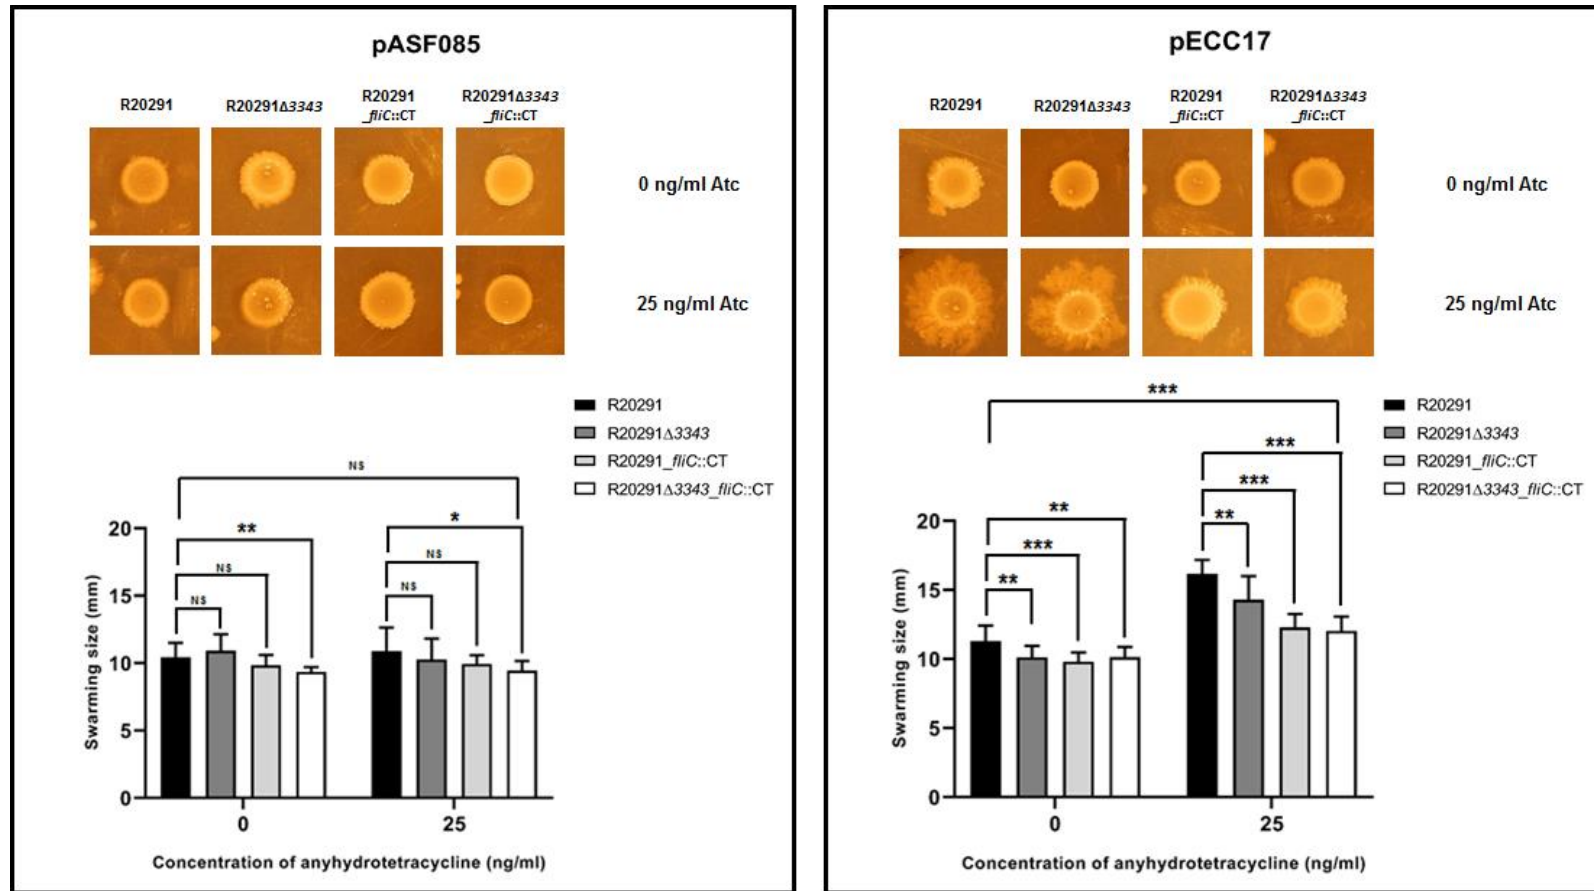 pASF085
R20291
R20291Δ3343
R20291
_fliC::CT
R20291Δ3343
_fliC::CT
0 ng/ml Atc
25 ng/ml Atc
R20291
R20291Δ3343
R20291_fliC::CT
R20291Δ3343_fliC::CT
NS
**
*
NS
NS
NS
NS
20
15
10
5
0
Swarming size (mm)
0
25
Concentration of anyhydrotetracycline (ng/ml)
pECC17
R20291
R20291Δ3343
R20291
_fliC::CT
R20291Δ3343
_fliC::CT
0 ng/ml Atc
25 ng/ml Atc
R20291
R20291Δ3343
R20291_fliC::CT
R20291Δ3343_fliC::CT
***
***
***
**
**
***
**
20
15
10
5
0
Swarming size (mm)
0
25
Concentration of anyhydrotetracycline (ng/ml)